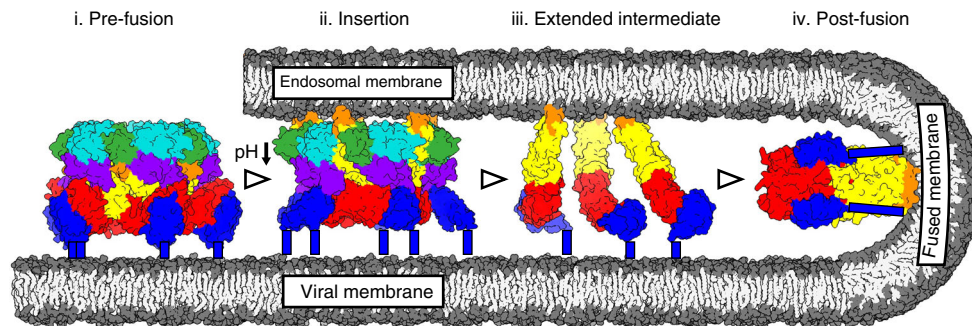 i. Pre-fusion
ii. Insertion
iii. Extended intermediate
iv. Post-fusion
Endosomal membrane
pH
Fused membrane
Viral membrane